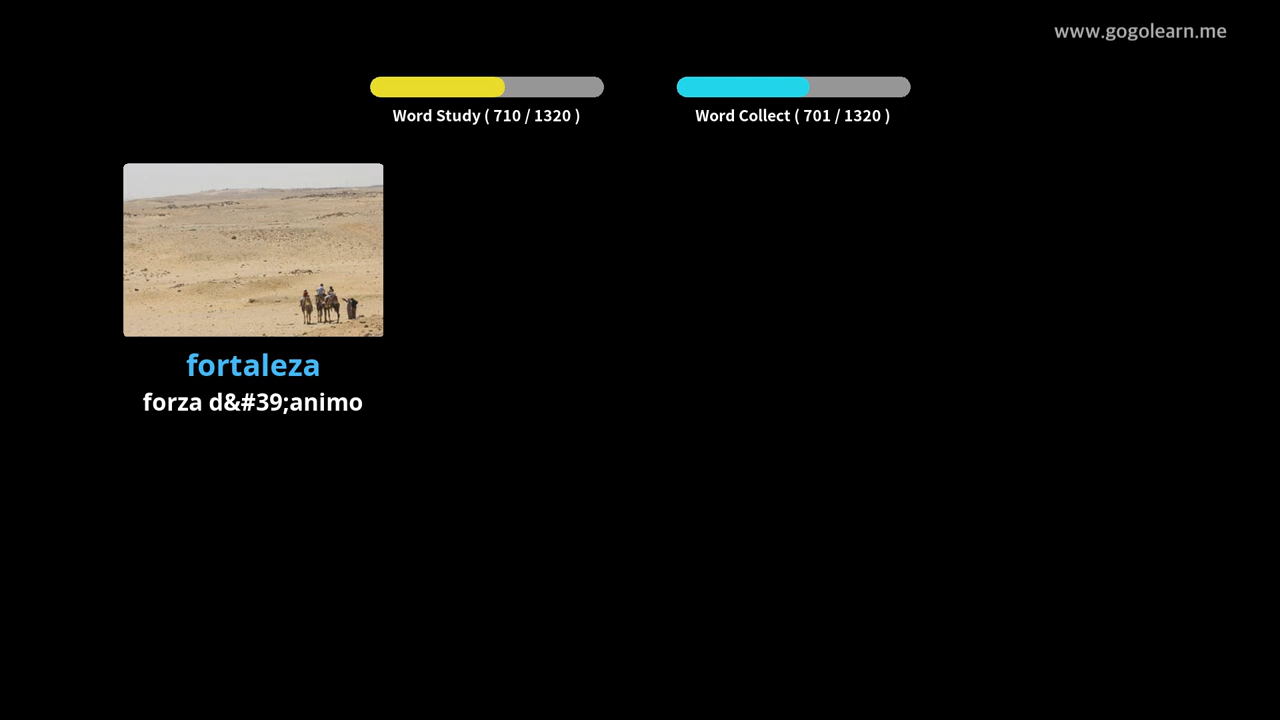 www.gogolearn.me
Word Study ( 710 / 1320 )
Word Collect ( 701 / 1320 )
fortaleza
forza d&#39;animo